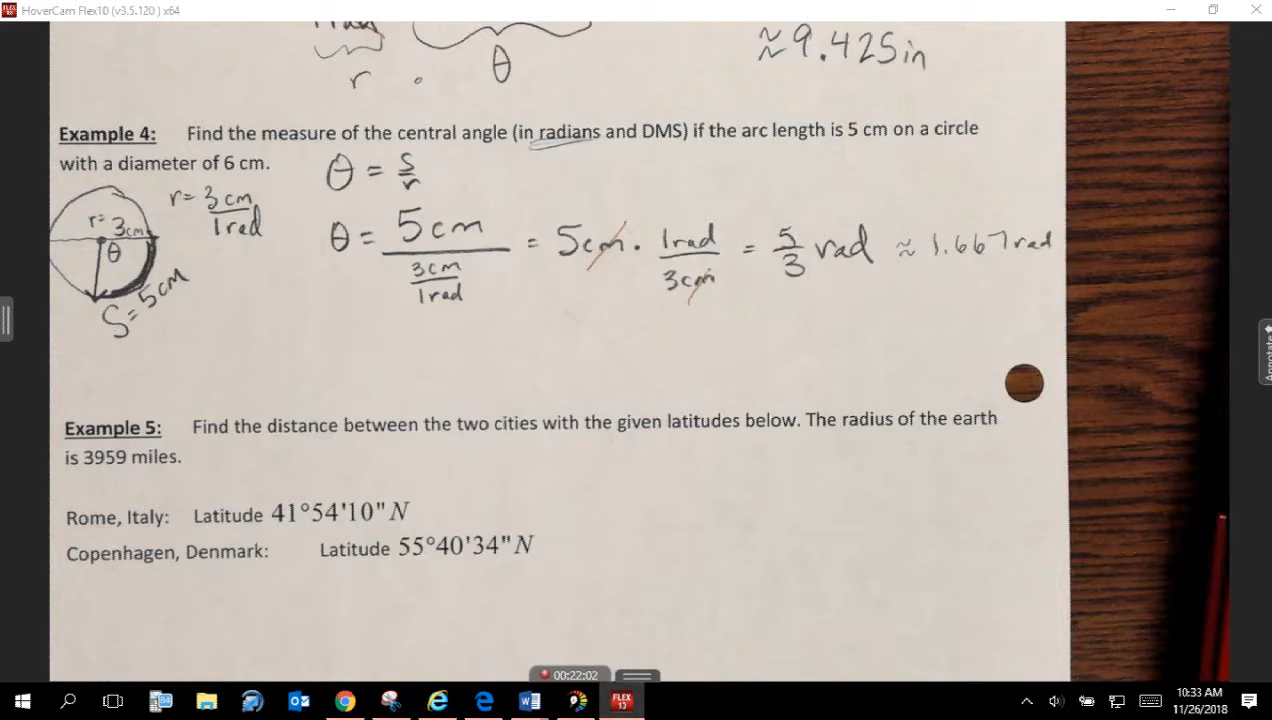 HoverCam Flex10 (v3.5.120) x64
≈ 9.425in
r · θ
Example 4: Find the measure of the central angle (in radians and DMS) if the arc length is 5 cm on a circle
with a diameter of 6 cm.
θ = s/r
r = 3cm/1rad
r = 3cm
θ
S = 5cm
θ = 5cm/(3cm/1rad) = 5cm · 1rad/3cm = 5/3 rad ≈ 1.667rad
Example 5: Find the distance between the two cities with the given latitudes below. The radius of the earth
is 3959 miles.
Rome, Italy: Latitude 41°54'10" N
Copenhagen, Denmark: Latitude 55°40'34" N
Annotate
00:22:02
FLEX
13
10:33 AM
11/26/2018